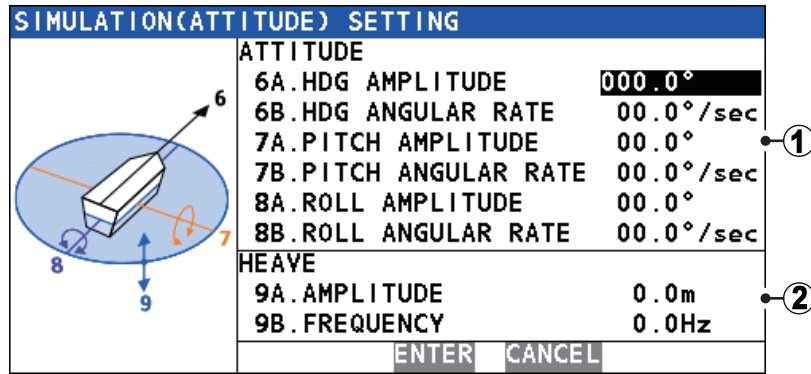 SIMULATION(ATTITUDE) SETTING
ATTITUDE
6A.HDG AMPLITUDE 000.0°
6B.HDG ANGULAR RATE 00.0°/sec
7A.PITCH AMPLITUDE 00.0°
7B.PITCH ANGULAR RATE 00.0°/sec
8A.ROLL AMPLITUDE 00.0°
8B.ROLL ANGULAR RATE 00.0°/sec
HEAVE
9A.AMPLITUDE 0.0m
9B.FREQUENCY 0.0Hz
ENTER CANCEL
6
7
8
9
1
2